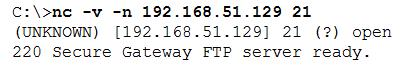 C:\>nc -v -n 192.168.51.129 21
(UNKNOWN) [192.168.51.129] 21 (?) open
220 Secure Gateway FTP server ready.